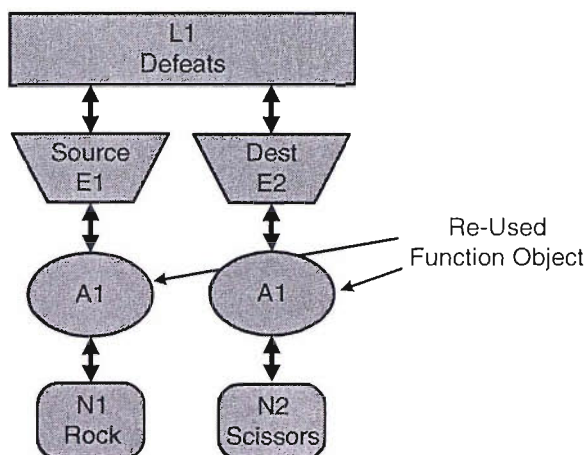 L1
Defeats
Source
E1
Dest
E2
Re-Used
Function Object
A1
A1
N1
Rock
N2
Scissors